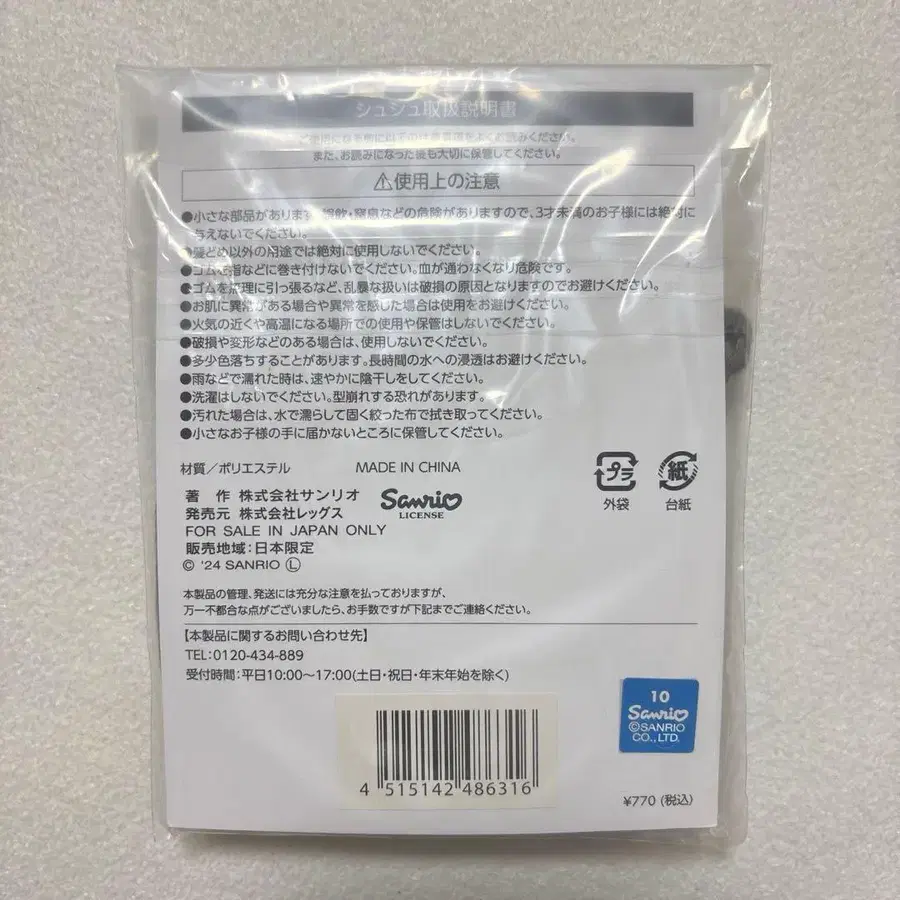 シュシュ取扱説明書
ご使用になる前に以下の注意事項をよくお読みください。
また、お読みになった後も大切に保管してください。
⚠使用上の注意
●小さな部品があります。誤飲・窒息などの危険がありますので、3才未満のお子様には絶対に
与えないでください。
●髪どめ以外の用途では絶対に使用しないでください。
●ゴムを指などに巻き付けないでください。血が通わなくなり危険です。
●ゴムを無理に引っ張るなど、乱暴な扱いは破損の原因となりますのでお避けください。
●お肌に異常がある場合や異常を感じた場合は使用をお避けください。
●火気の近くや高温になる場所での使用や保管はしないでください。
●破損や変形などのある場合は、使用しないでください。
●多少色落ちすることがあります。長時間の水への浸透はお避けください。
●雨などで濡れた時は、速やかに陰干しをしてください。
●洗濯はしないでください。型崩れする恐れがあります。
●汚れた場合は、水で濡らして固く絞った布で拭き取ってください。
●小さなお子様の手に届かないところに保管してください。
材質／ポリエステル MADE IN CHINA
プラ 紙
外袋 台紙
著 作 株式会社サンリオ
発売元 株式会社レッグス
Sanrio
LICENSE
FOR SALE IN JAPAN ONLY
販売地域:日本限定
© '24 SANRIO Ⓛ
本製品の管理、発送には充分な注意を払っておりますが、
万一不都合な点がございましたら、お手数ですが下記までご連絡ください。
【本製品に関するお問い合わせ先】
TEL:0120-434-889
受付時間:平日10:00～17:00(土日・祝日・年末年始を除く)
10
Sanrio
©SANRIO
CO.,LTD.
4 515142 486316
¥770 (税込)